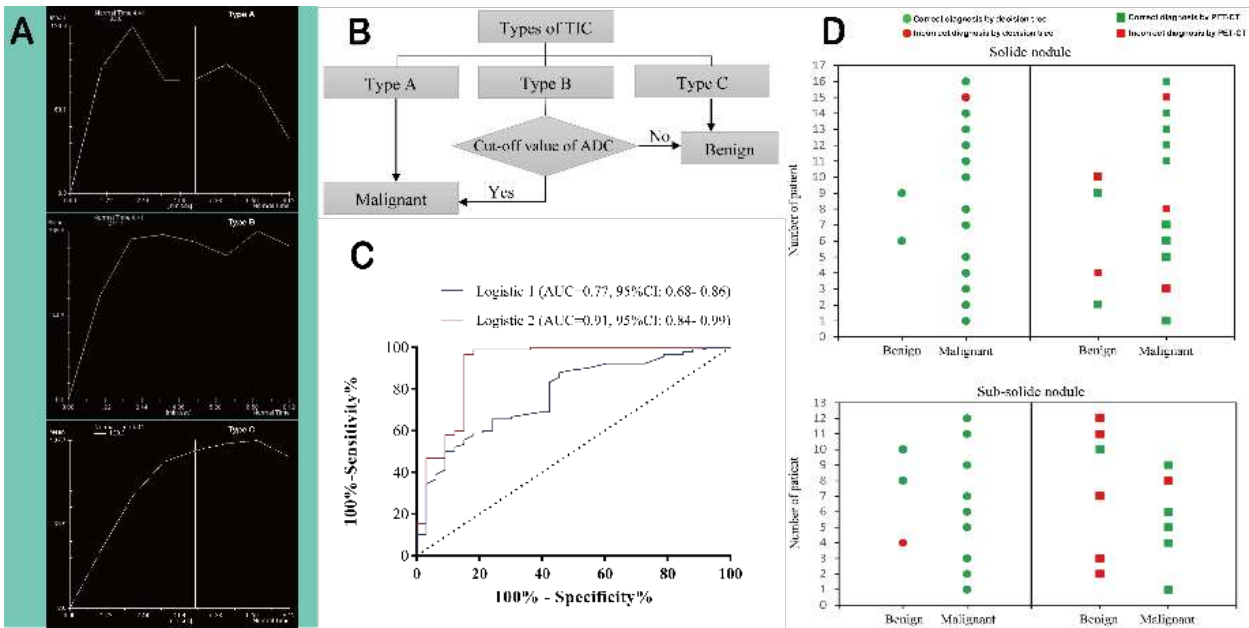 A
Type A
Type B
Type C
Normal Time
B
Types of TIC
Type A
Type B
Type C
Cut-off value of ADC
No
Benign
Yes
Malignant
C
Logistic 1 (AUC=0.77, 95%CI: 0.68- 0.86)
Logistic 2 (AUC=0.91, 95%CI: 0.84- 0.99)
100%-Sensitivity%
100
80
60
40
20
0
0 20 40 60 80 100
100% - Specificity%
D
Correct diagnosis by decision tree
Incorrect diagnosis by decision tree
Correct diagnosis by PET-CT
Incorrect diagnosis by PET-CT
Solide nodule
Number of patient
17
16
15
14
13
12
11
10
9
8
7
6
5
4
3
2
1
Benign Malignant Benign Malignant
Sub-solide nodule
Number of patient
13
12
11
10
9
8
7
6
5
4
3
2
1
0
Benign Malignant Benign Malignant